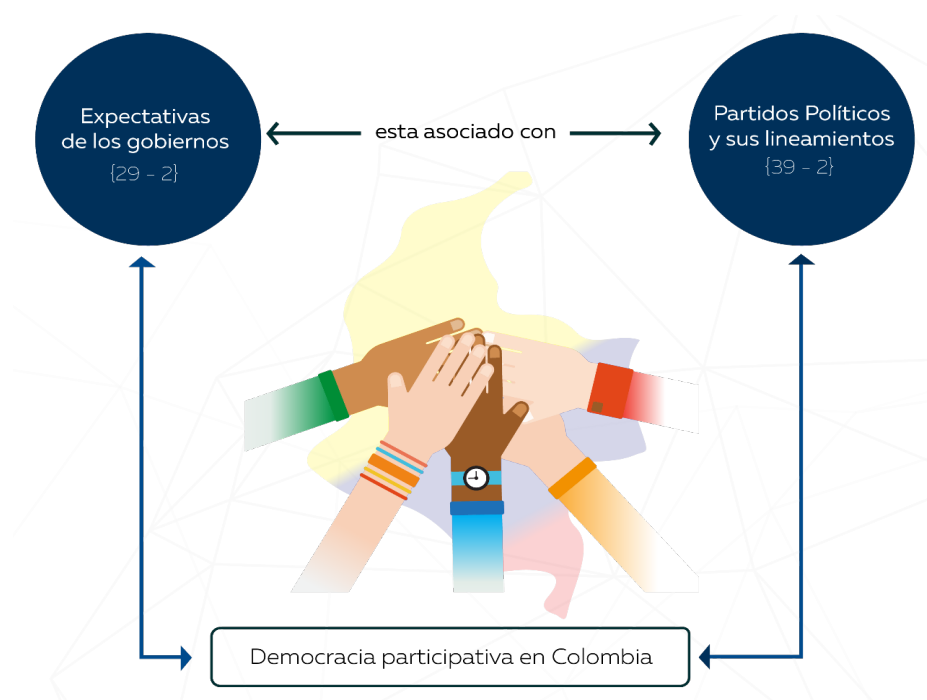 Expectativas
de los gobiernos
{29 - 2}
esta asociado con
Partidos Políticos
y sus lineamientos
{39 - 2}
Democracia participativa en Colombia